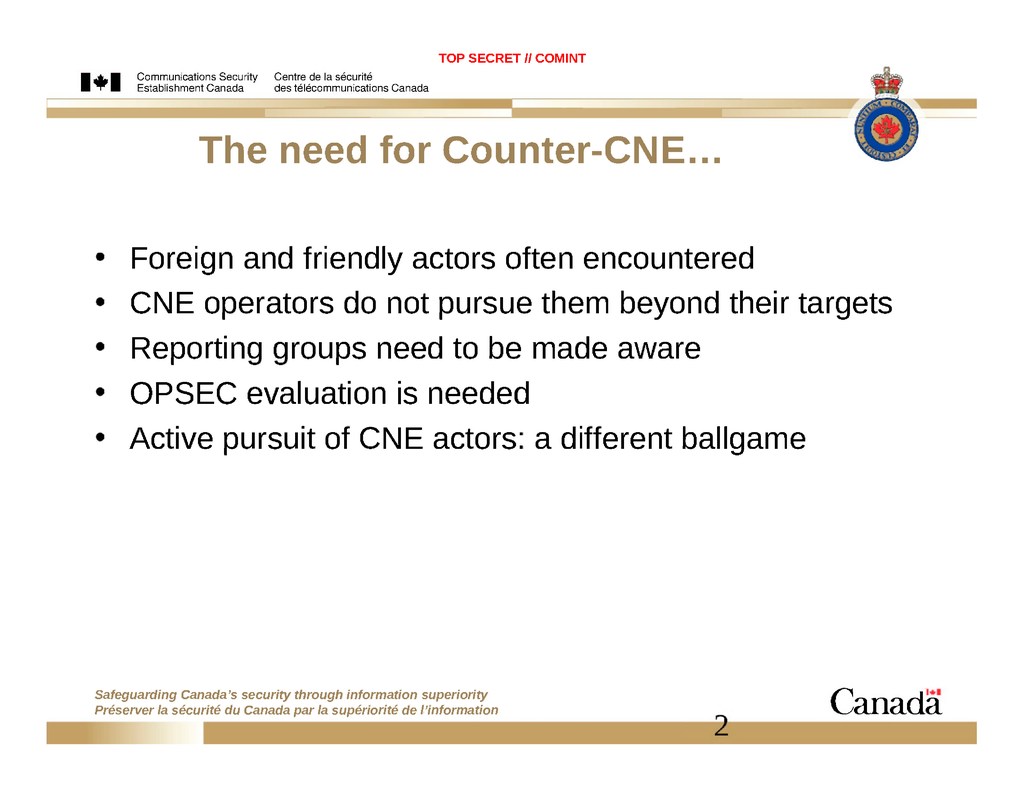 TOP SECRET // COMINT
Communications Security Centre de la sécurité
Establishment Canada des télécommunications Canada
The need for Counter-CNE…
• Foreign and friendly actors often encountered
• CNE operators do not pursue them beyond their targets
• Reporting groups need to be made aware
• OPSEC evaluation is needed
• Active pursuit of CNE actors: a different ballgame
Safeguarding Canada’s security through information superiority
Préserver la sécurité du Canada par la supériorité de l’information
Canada
2